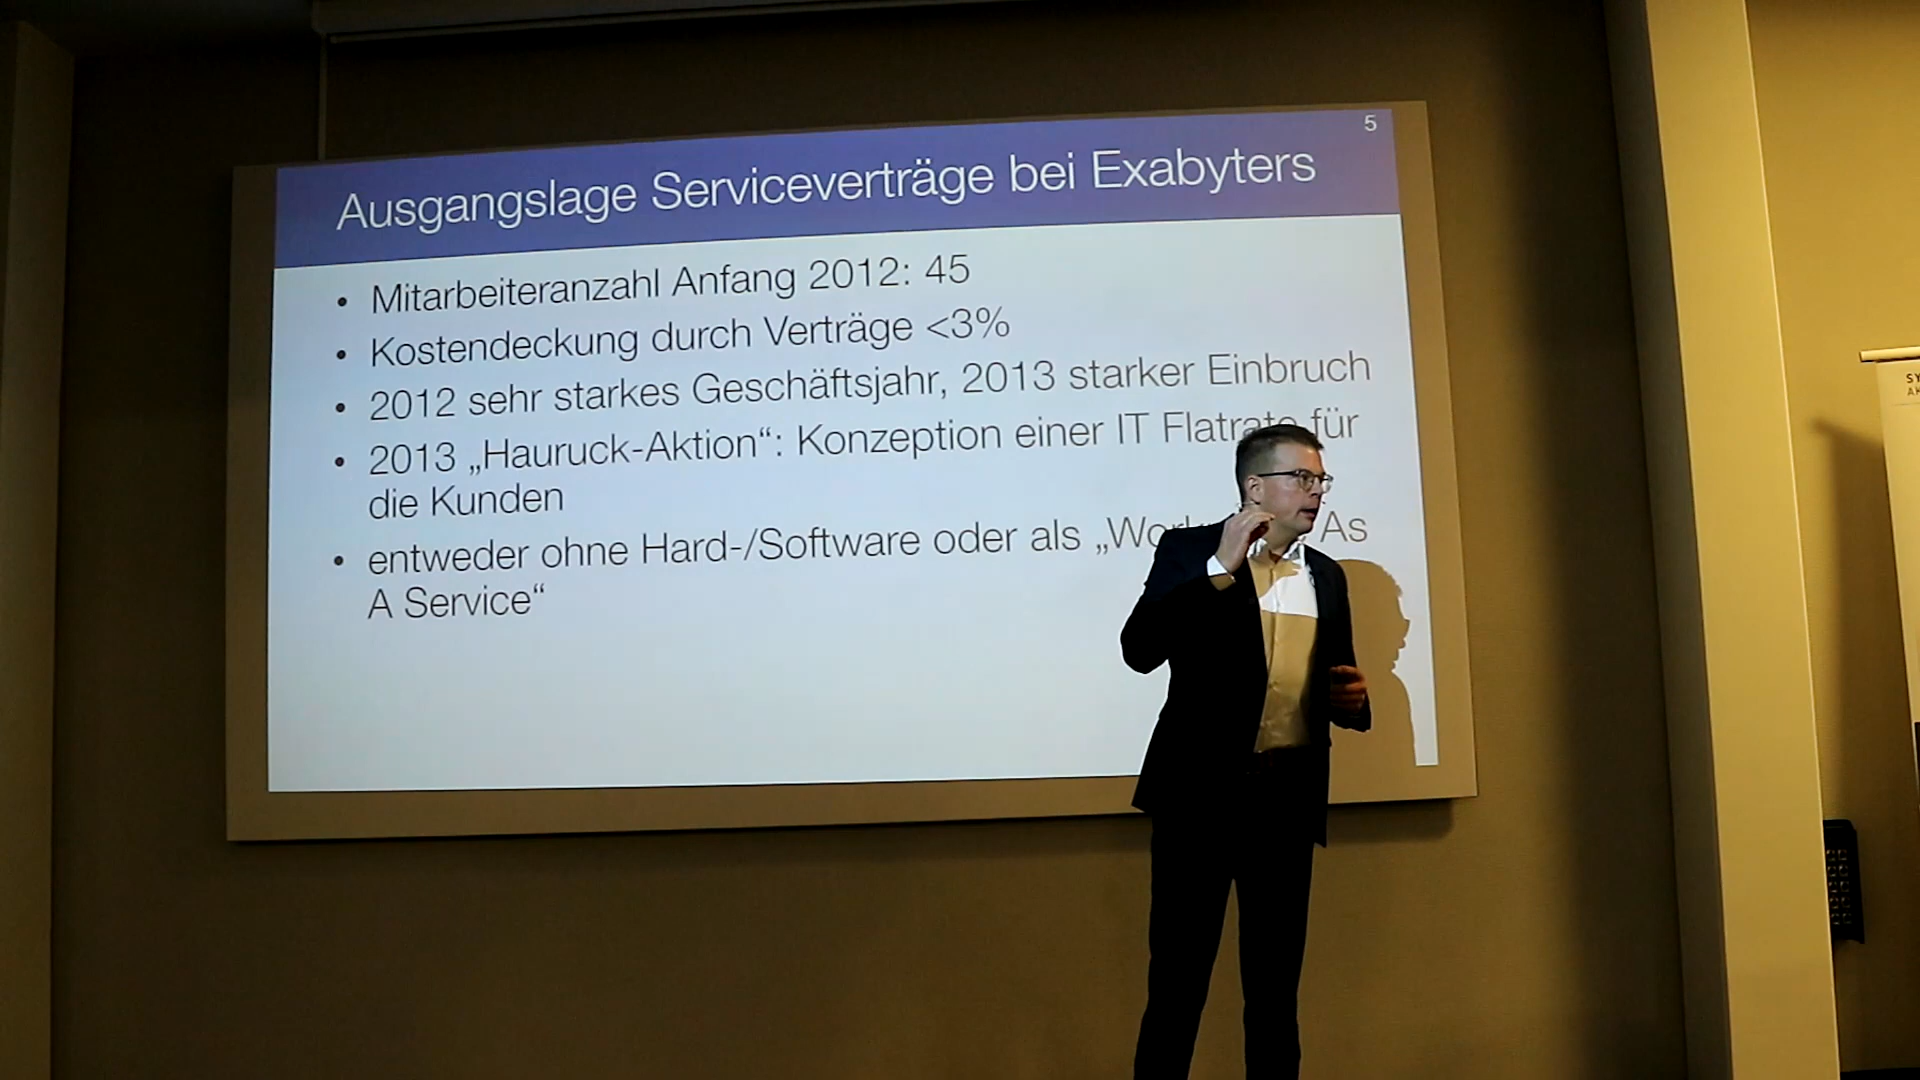 5
Ausgangslage Serviceverträge bei Exabyters
• Mitarbeiteranzahl Anfang 2012: 45
• Kostendeckung durch Verträge <3%
• 2012 sehr starkes Geschäftsjahr, 2013 starker Einbruch
• 2013 „Hauruck-Aktion“: Konzeption einer IT Flatrate für
die Kunden
• entweder ohne Hard-/Software oder als As
A Service“